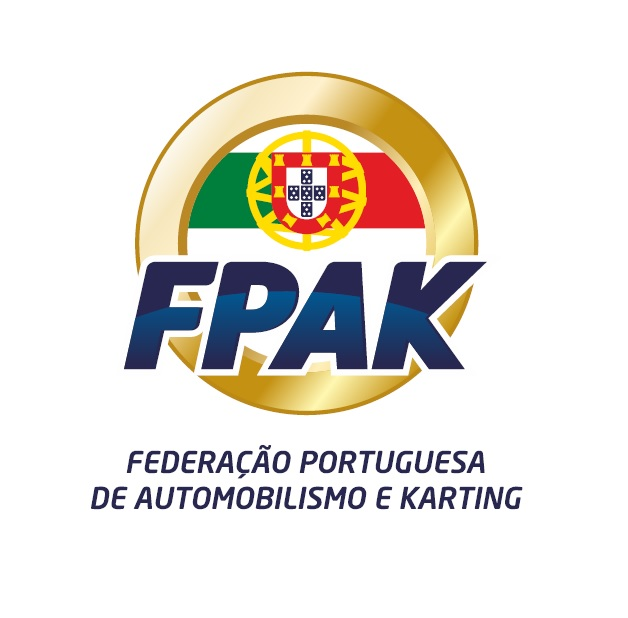 FPAK
FEDERAÇÃO PORTUGUESA
DE AUTOMOBILISMO E KARTING